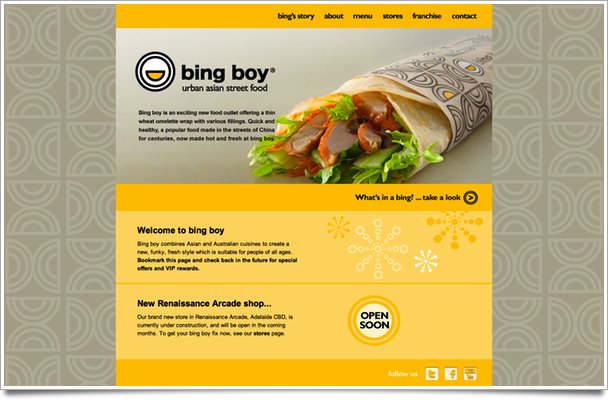 bing's story about menu stores franchise contact
bing boy®
urban asian street food
Bing boy is an exciting new food outlet offering a thin
wheat omelette wrap with various fillings. Quick and
healthy, a popular food made in the streets of China
for centuries, now made hot and fresh at bing boy.
What's in a bing? ... take a look >
Welcome to bing boy
Bing boy combines Asian and Australian cuisines to create a
new, funky, fresh style which is suitable for people of all ages.
Bookmark this page and check back in the future for special
offers and VIP rewards.
New Renaissance Arcade shop...
Our brand new store in Renaissance Arcade, Adelaide CBD, is
currently under construction, and will be open in the coming
months. To get your bing boy fix now, see our stores page.
OPEN
SOON
follow us